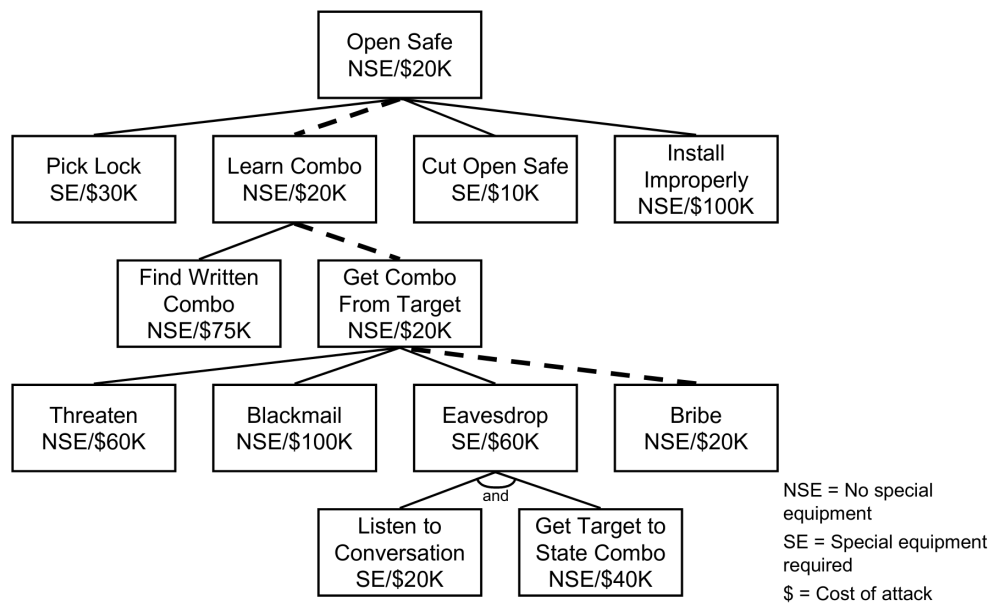 Open Safe
NSE/$20K
Pick Lock
SE/$30K
Learn Combo
NSE/$20K
Cut Open Safe
SE/$10K
Install
Improperly
NSE/$100K
Find Written
Combo
NSE/$75K
Get Combo
From Target
NSE/$20K
Threaten
NSE/$60K
Blackmail
NSE/$100K
Eavesdrop
SE/$60K
Bribe
NSE/$20K
and
Listen to
Conversation
SE/$20K
Get Target to
State Combo
NSE/$40K
NSE = No special
equipment
SE = Special equipment
required
$ = Cost of attack